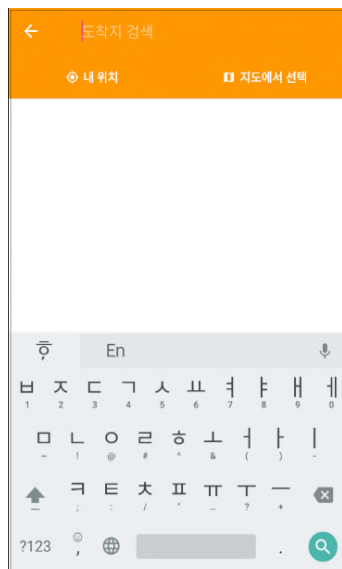 도착지 검색
내 위치 지도에서 선택
ㅎ En
ㅂ ㅈ ㄷ ㄱ ㅅ ㅛ ㅕ ㅑ ㅐ ㅔ
1 2 3 4 5 6 7 8 9 0
ㅁ ㄴ ㅇ ㄹ ㅎ ㅗ ㅓ ㅏ ㅣ
~ ! @ # ^ & ( ) -
ㅋ ㅌ ㅊ ㅍ ㅠ ㅜ ㅡ
; : / _ ? +
?123 , .